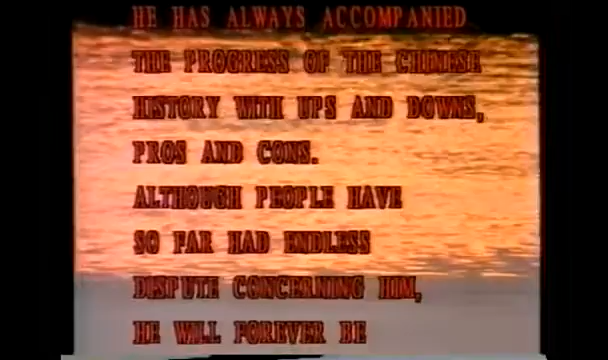 HE HAS ALWAYS ACCOMPANIED
THE PROGRESS OF THE CHINESE
HISTORY WITH UPS AND DOWNS,
PROS AND CONS.
ALTHOUGH PEOPLE HAVE
SO FAR HAD ENDLESS
DISPUTE CONCERNING HIM,
HE WILL FOREVER BE